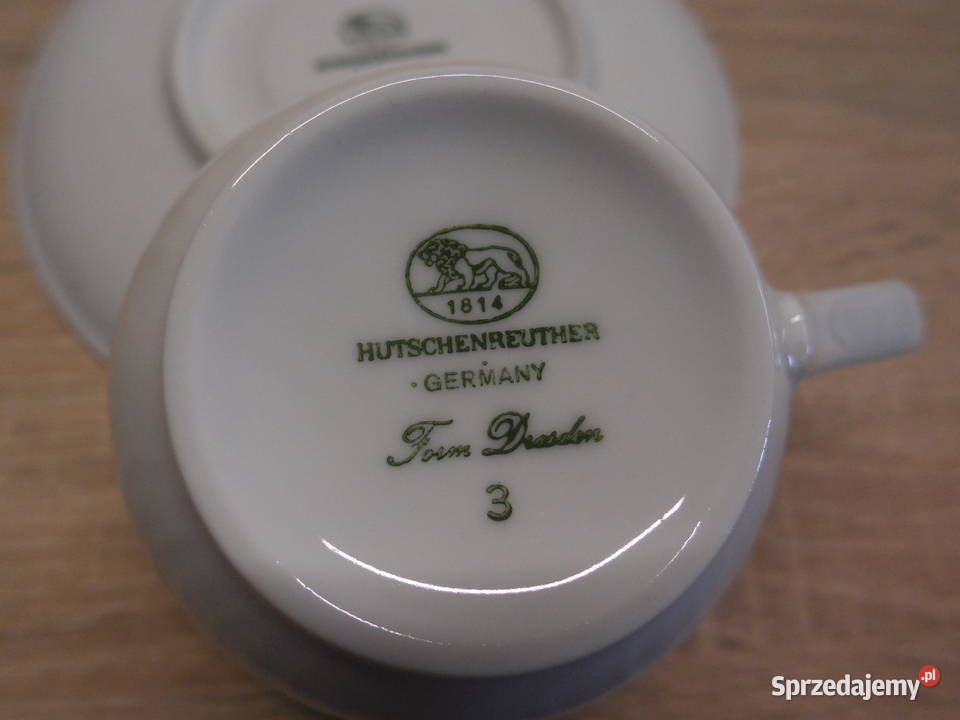 1814
HUTSCHENREUTHER
GERMANY
Form Dresden
3
Sprzedajemy.pl